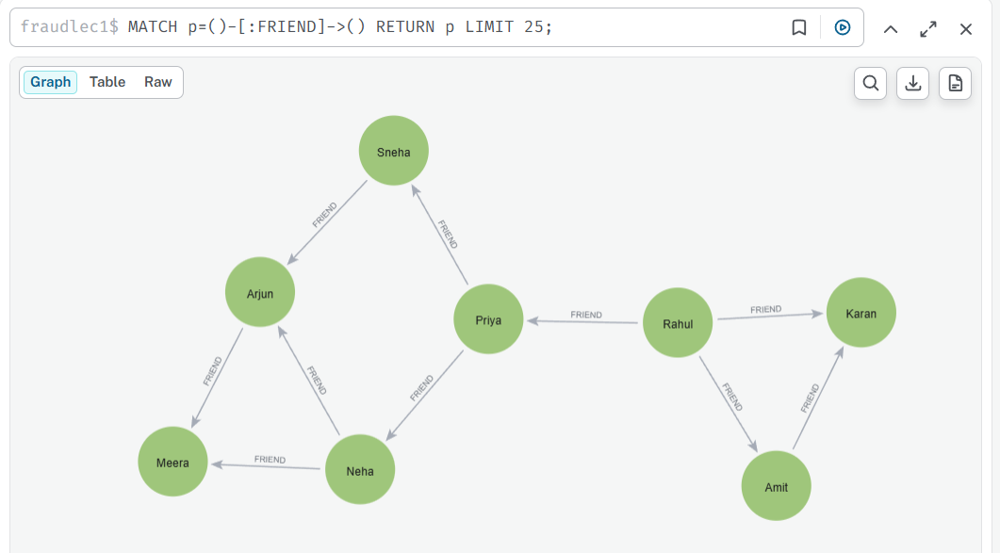 fraudlec1$ MATCH p=()-[:FRIEND]->() RETURN p LIMIT 25;
Graph Table Raw
Sneha
FRIEND
FRIEND
Arjun
Priya
FRIEND
Rahul
FRIEND
Karan
FRIEND
FRIEND
FRIEND
FRIEND
FRIEND
Meera
FRIEND
Neha
Amit